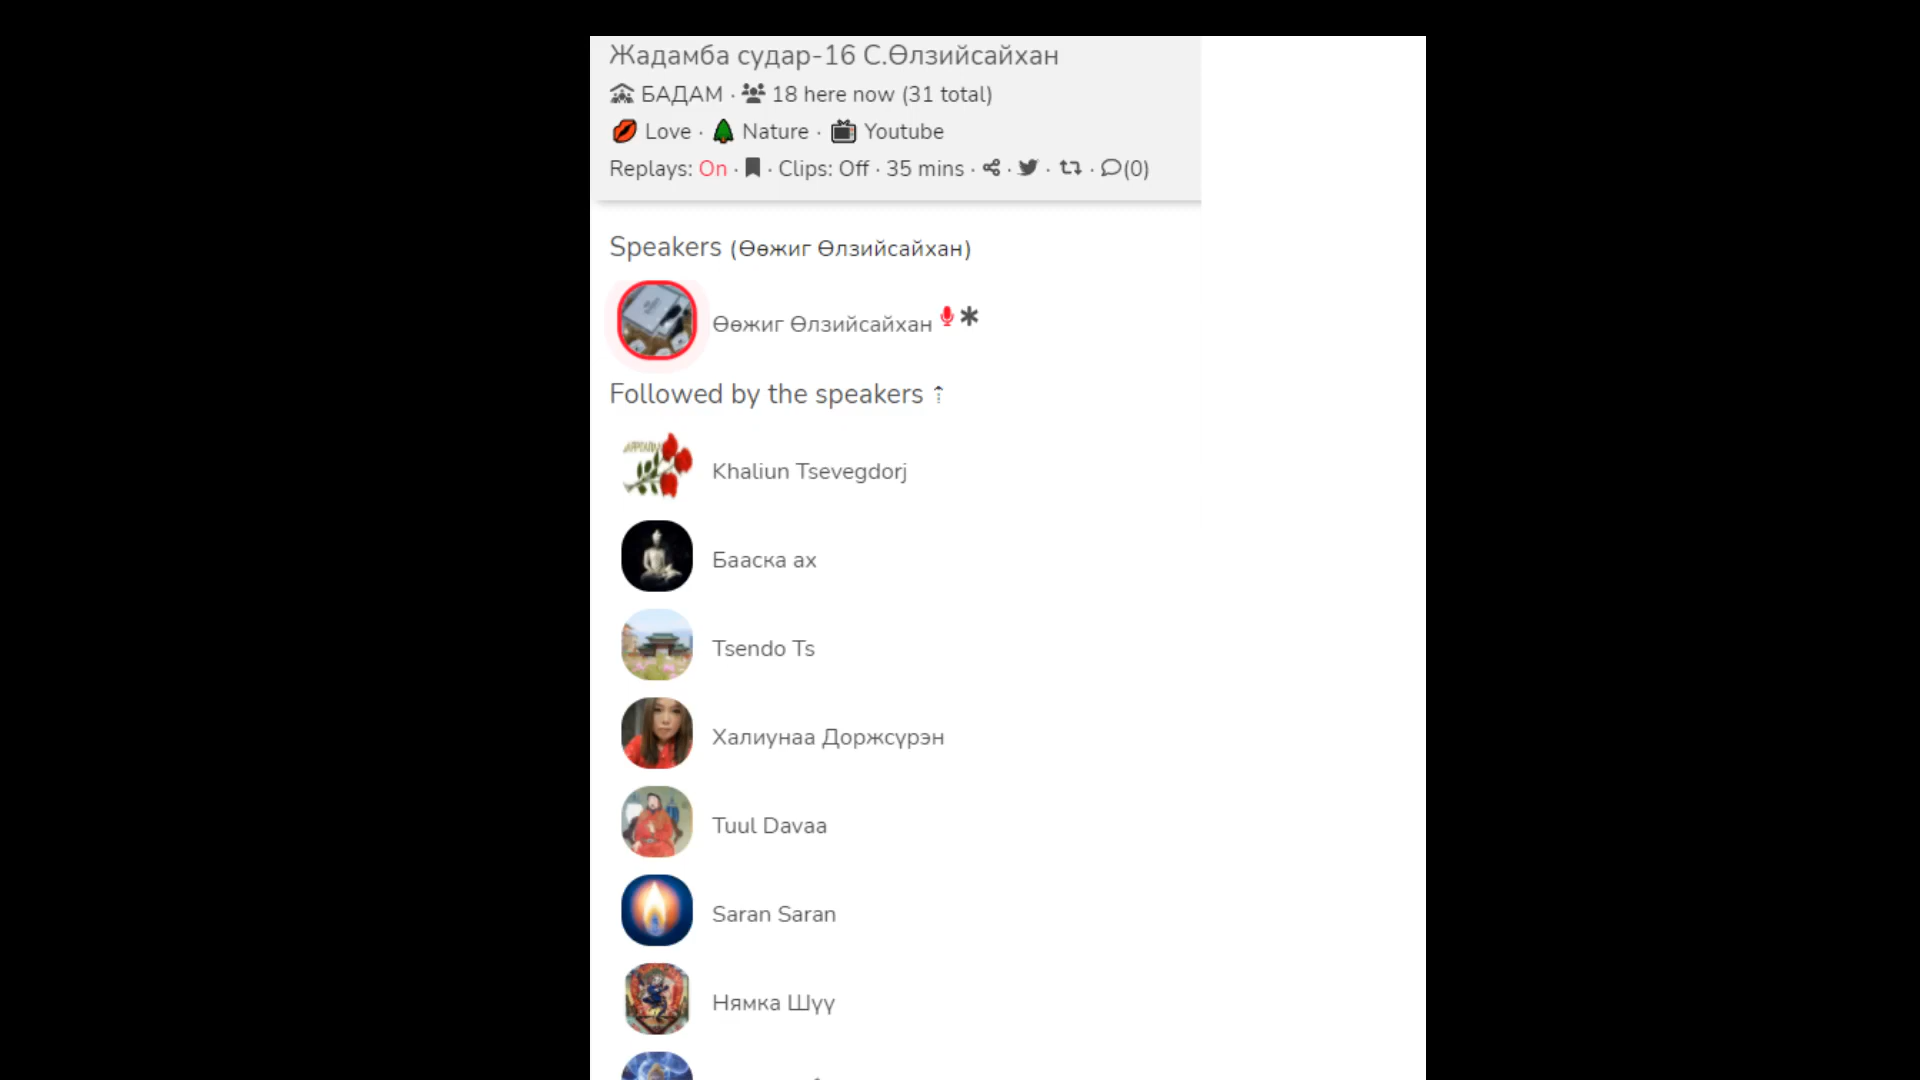 Жадамба судар-16 С.Өлзийсайхан
БАДАМ · 18 here now (31 total)
Love · Nature · Youtube
Replays: On · Clips: Off · 35 mins · (0)
Speakers (Өөжиг Өлзийсайхан)
Өөжиг Өлзийсайхан
Followed by the speakers
Khaliun Tsevegdorj
Бааска ах
Tsendo Ts
Халиунаа Доржсүрэн
Tuul Davaa
Saran Saran
Нямка Шүү